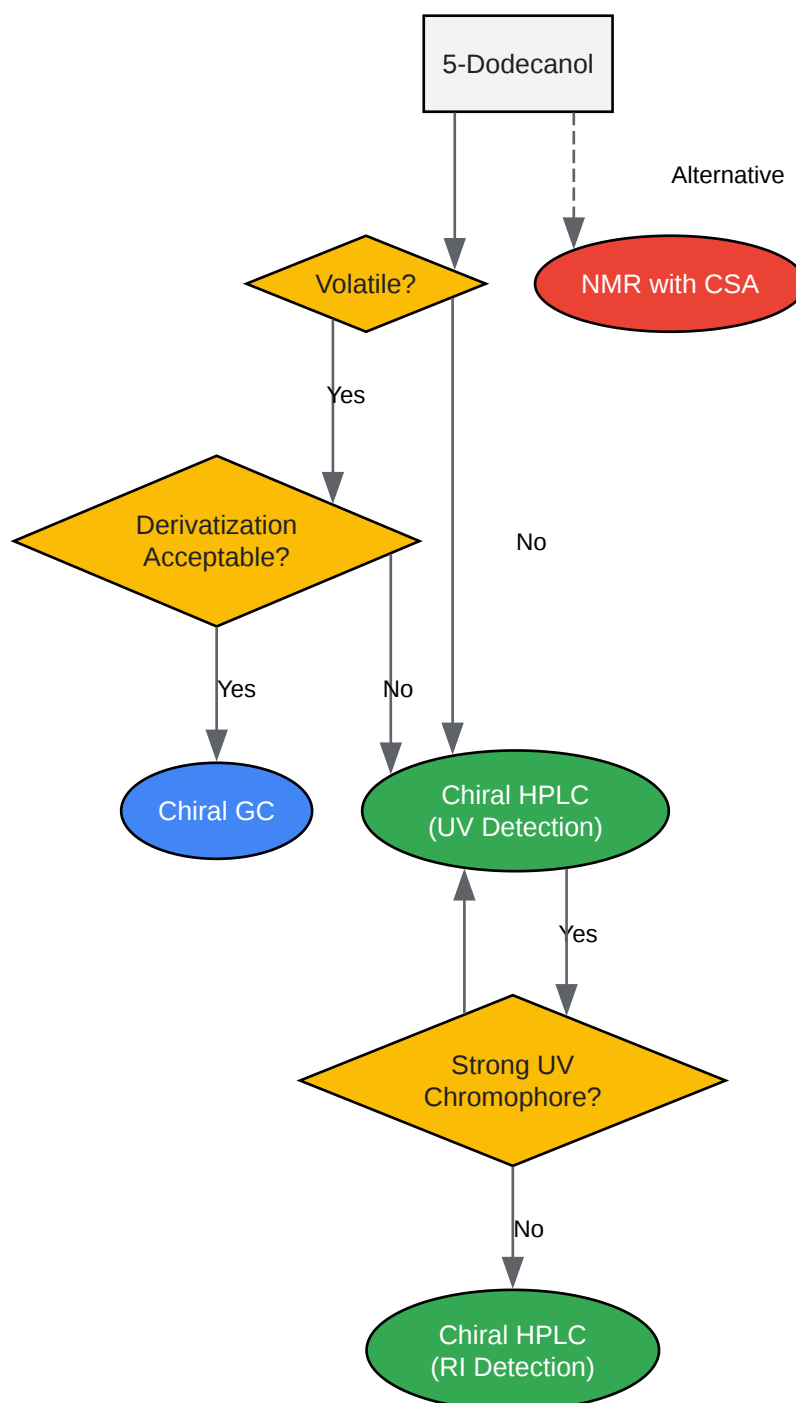 5-Dodecanol
Alternative
Volatile?
NMR with CSA
Yes
Derivatization
Acceptable?
No
Yes
No
Chiral GC
Chiral HPLC
(UV Detection)
Yes
Strong UV
Chromophore?
No
Chiral HPLC
(RI Detection)